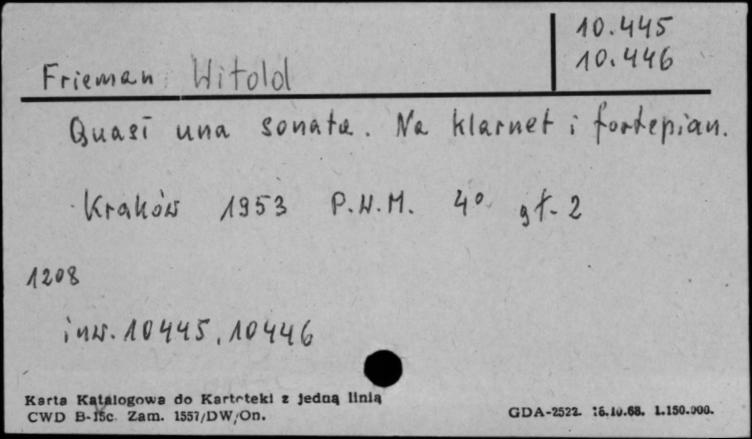 10.445
10.446
Frieman Witold
Quasi una sonata. Na klarnet i fortepian.
Kraków 1953 P.W.M. 4° gł. 2
1208
inw. 10445, 10446
Karta Katalogowa do Kartoteki z jedną linią
CWD B-15c Zam. 1557/DW/On. GDA-2522. 16.10.68. 1.150.000.